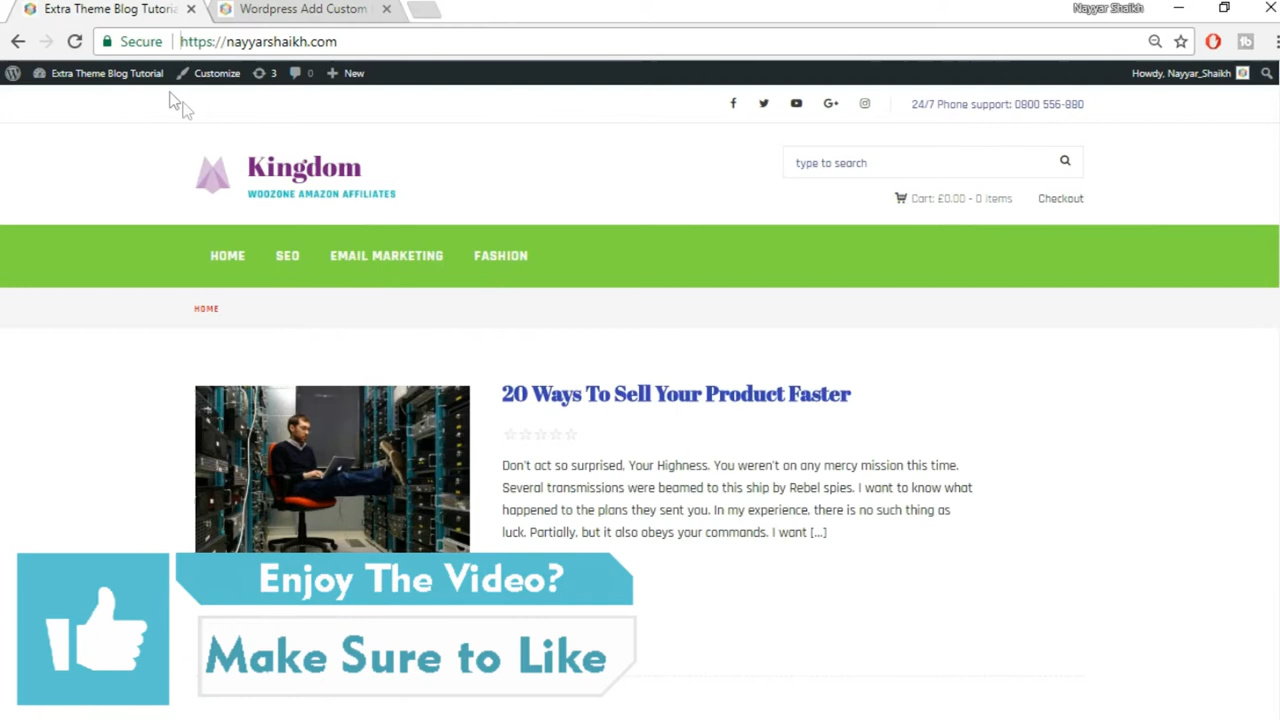 Extra Theme Blog Tutoria
Wordpress Add Custom
Nayyar Shaikh
Secure
https://nayyarshaikh.com
Extra Theme Blog Tutorial
Customize
3
0
New
Howdy, Nayyar_Shaikh
24/7 Phone support: 0800 556-880
Kingdom
WOOZONE AMAZON AFFILIATES
type to search
Cart: £0.00 - 0 items
Checkout
HOME
SEO
EMAIL MARKETING
FASHION
HOME
20 Ways To Sell Your Product Faster
Don't act so surprised, Your Highness. You weren't on any mercy mission this time.
Several transmissions were beamed to this ship by Rebel spies. I want to know what
happened to the plans they sent you. In my experience, there is no such thing as
luck. Partially, but it also obeys your commands. I want [...]
Enjoy The Video?
Make Sure to Like